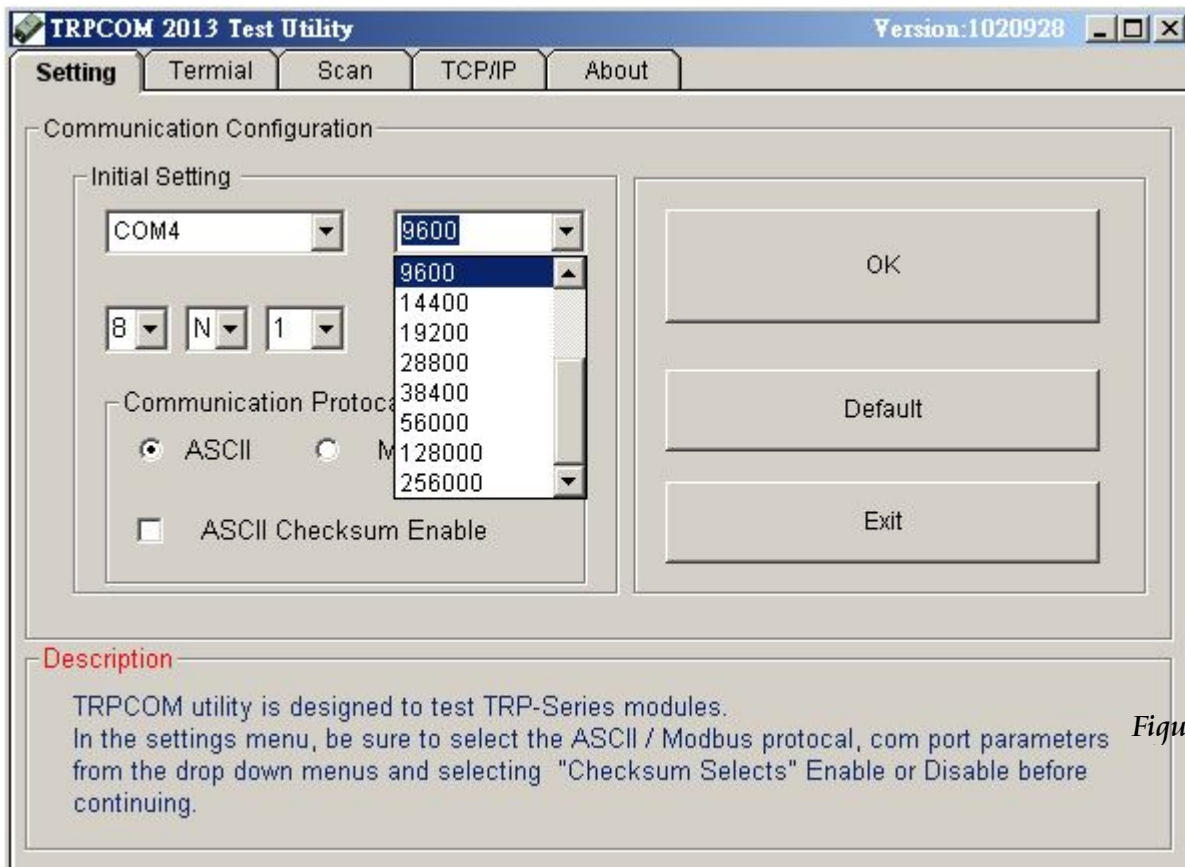 TRPCOM 2013 Test Utility
Version:1020928
Setting
Termial
Scan
TCP/IP
About
Communication Configuration
Initial Setting
COM4
9600
9600
14400
19200
28800
38400
56000
128000
256000
8
N
1
Communication Protoca
ASCII
M
ASCII Checksum Enable
OK
Default
Exit
Description
TRPCOM utility is designed to test TRP-Series modules.
In the settings menu, be sure to select the ASCII / Modbus protocal, com port parameters
from the drop down menus and selecting "Checksum Selects" Enable or Disable before
continuing.
Figu